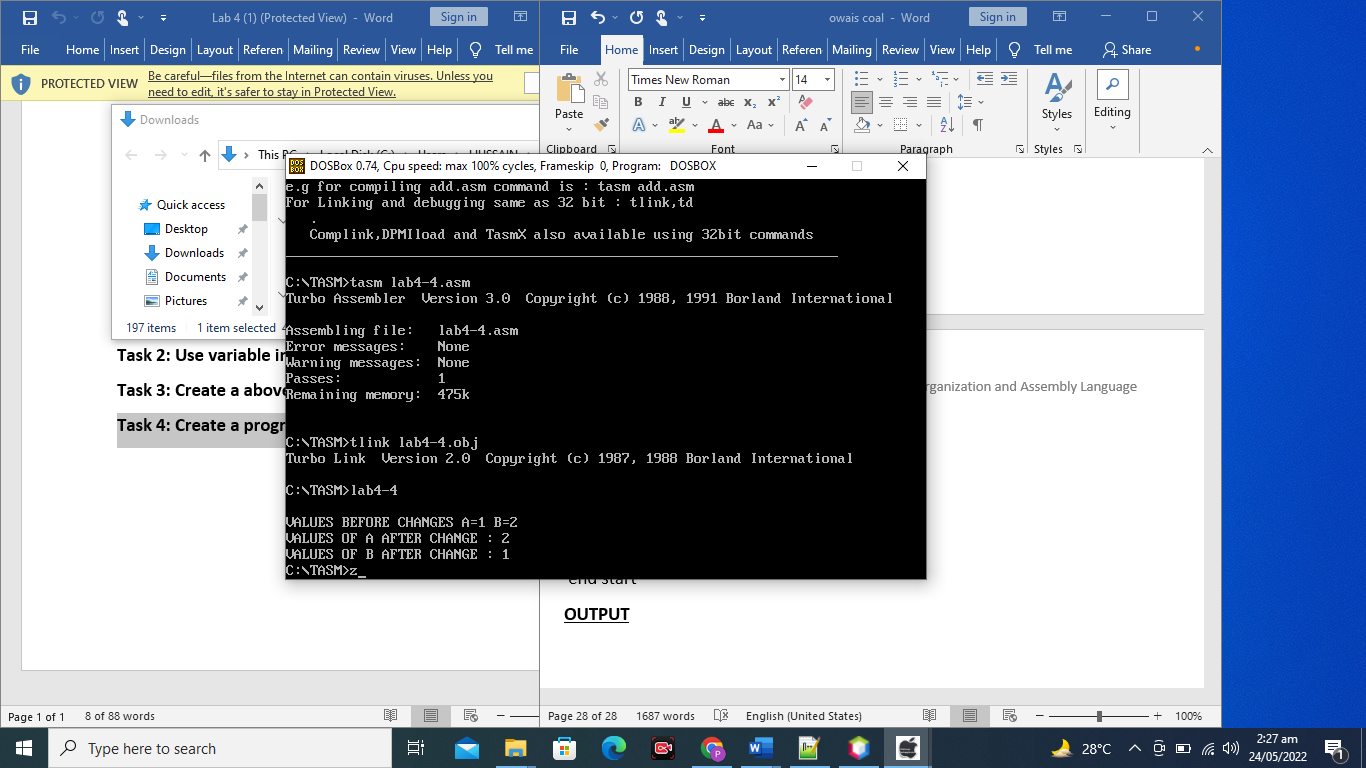 Lab 4 (1) (Protected View) - Word
Sign in
File Home Insert Design Layout Referen Mailing Review View Help Tell me
PROTECTED VIEW Be careful—files from the Internet can contain viruses. Unless you need to edit, it's safer to stay in Protected View.
Downloads
This PC
Quick access
Desktop
Downloads
Documents
Pictures
197 items 1 item selected
Task 2: Use variable in
Task 3: Create a above
Task 4: Create a progr
Page 1 of 1 8 of 88 words
owais coal - Word
Sign in
File Home Insert Design Layout Referen Mailing Review View Help Tell me Share
Paste
Times New Roman 14
B I U abc x₂ x²
A A Aa A A
Styles
Editing
Clipboard Font Paragraph Styles
DOSBox 0.74, Cpu speed: max 100% cycles, Frameskip 0, Program: DOSBOX
e.g for compiling add.asm command is : tasm add.asm
For Linking and debugging same as 32 bit : tlink,td
.
Complink,DPMIload and TasmX also available using 32bit commands
C:\TASM>tasm lab4-4.asm
Turbo Assembler Version 3.0 Copyright (c) 1988, 1991 Borland International
Assembling file: lab4-4.asm
Error messages: None
Warning messages: None
Passes: 1
Remaining memory: 475k
C:\TASM>tlink lab4-4.obj
Turbo Link Version 2.0 Copyright (c) 1987, 1988 Borland International
C:\TASM>lab4-4
VALUES BEFORE CHANGES A=1 B=2
VALUES OF A AFTER CHANGE : 2
VALUES OF B AFTER CHANGE : 1
C:\TASM>z_
rganization and Assembly Language
end start
OUTPUT
Page 28 of 28 1687 words English (United States) 100%
Type here to search
28°C
2:27 am
24/05/2022
1